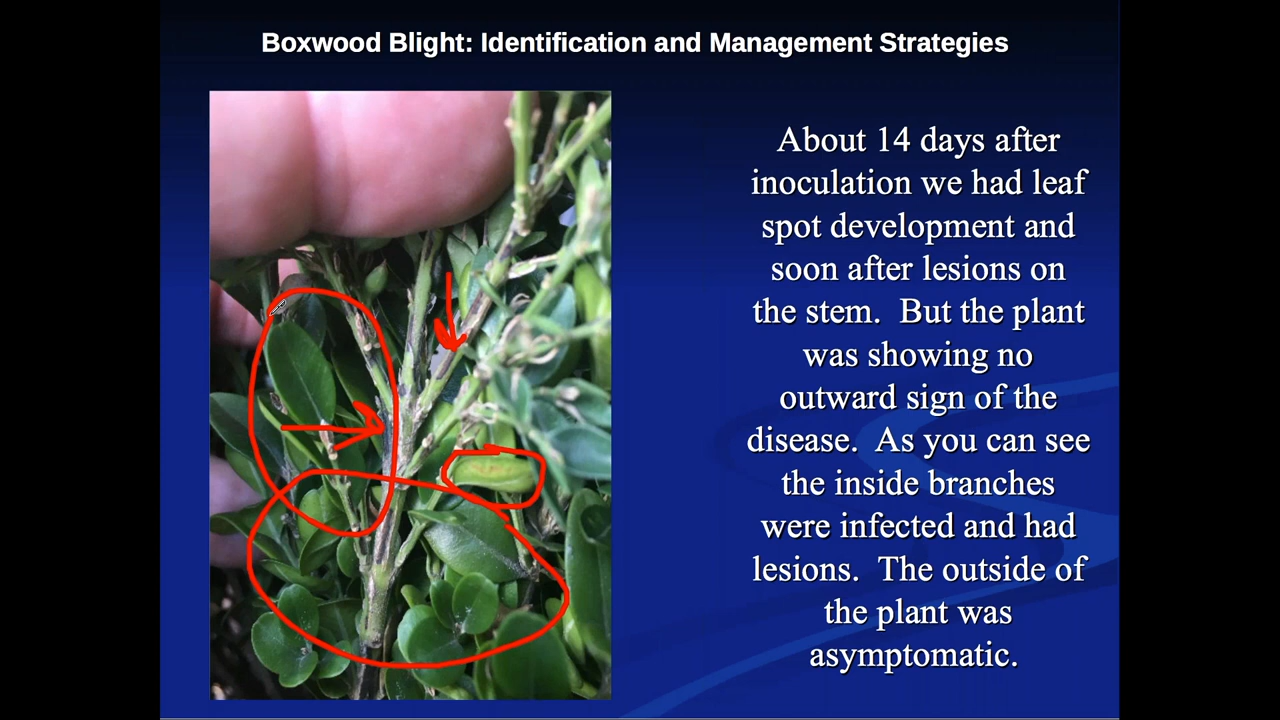 Boxwood Blight: Identification and Management Strategies
About 14 days after
inoculation we had leaf
spot development and
soon after lesions on
the stem.  But the plant
was showing no
outward sign of the
disease.  As you can see
the inside branches
were infected and had
lesions.  The outside of
the plant was
asymptomatic.